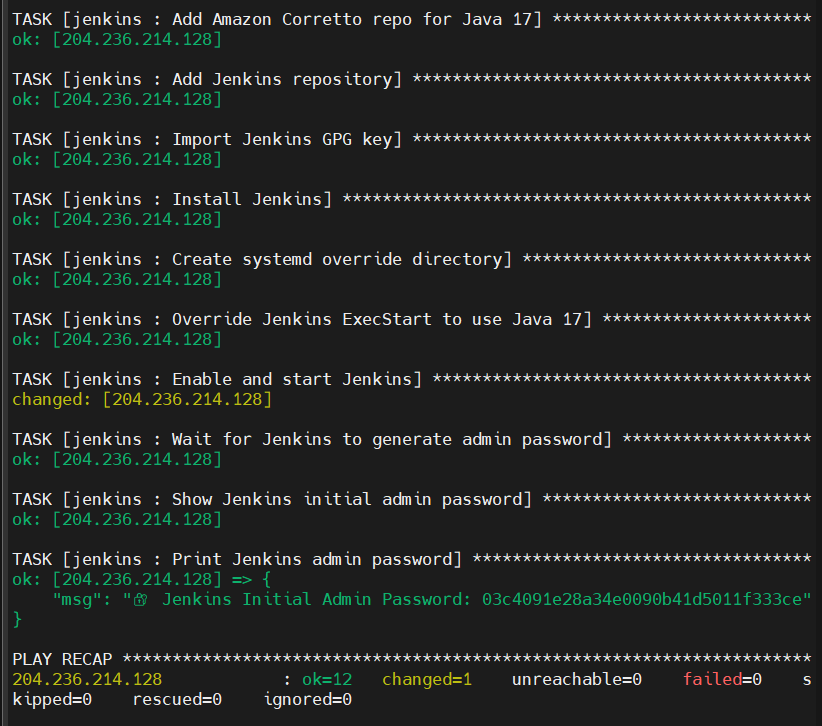 TASK [jenkins : Add Amazon Corretto repo for Java 17] **************************
ok: [204.236.214.128]
TASK [jenkins : Add Jenkins repository] ****************************************
ok: [204.236.214.128]
TASK [jenkins : Import Jenkins GPG key] ****************************************
ok: [204.236.214.128]
TASK [jenkins : Install Jenkins] ***********************************************
ok: [204.236.214.128]
TASK [jenkins : Create systemd override directory] *****************************
ok: [204.236.214.128]
TASK [jenkins : Override Jenkins ExecStart to use Java 17] *********************
ok: [204.236.214.128]
TASK [jenkins : Enable and start Jenkins] **************************************
changed: [204.236.214.128]
TASK [jenkins : Wait for Jenkins to generate admin password] *******************
ok: [204.236.214.128]
TASK [jenkins : Show Jenkins initial admin password] ***************************
ok: [204.236.214.128]
TASK [jenkins : Print Jenkins admin password] **********************************
ok: [204.236.214.128] => {
    "msg": "🔐 Jenkins Initial Admin Password: 03c4091e28a34e0090b41d5011f333ce"
}
PLAY RECAP *********************************************************************
204.236.214.128            : ok=12   changed=1    unreachable=0    failed=0    s
kipped=0    rescued=0    ignored=0